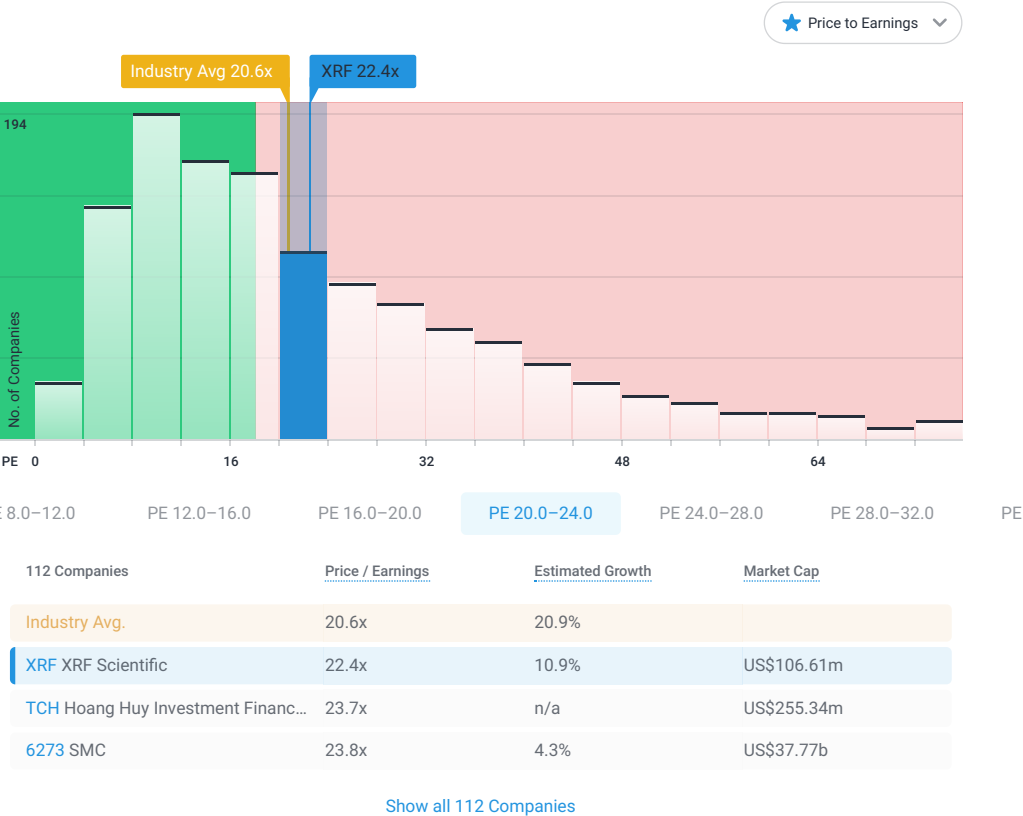 Price to Earnings
Industry Avg 20.6x
XRF 22.4x
194
No. of Companies
PE 0 16 32 48 64
8.0–12.0 PE 12.0–16.0 PE 16.0–20.0 PE 20.0–24.0 PE 24.0–28.0 PE 28.0–32.0 PE
112 Companies Price / Earnings Estimated Growth Market Cap
Industry Avg. 20.6x 20.9%
XRF XRF Scientific 22.4x 10.9% US$106.61m
TCH Hoang Huy Investment Financ... 23.7x n/a US$255.34m
6273 SMC 23.8x 4.3% US$37.77b
Show all 112 Companies